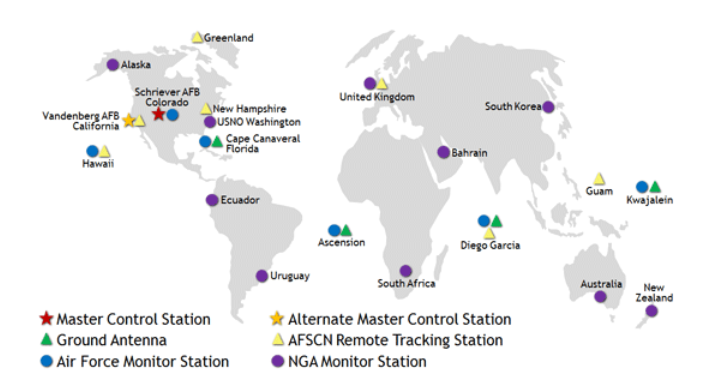 Greenland
Alaska
Schriever AFB
Colorado
Vandenberg AFB
California
New Hampshire
USNO Washington
Cape Canaveral
Florida
Hawaii
United Kingdom
South Korea
Bahrain
Guam
Kwajalein
Ecuador
Ascension
Diego Garcia
Uruguay
South Africa
Australia
New
Zealand
Master Control Station
Alternate Master Control Station
Ground Antenna
AFSCN Remote Tracking Station
Air Force Monitor Station
NGA Monitor Station